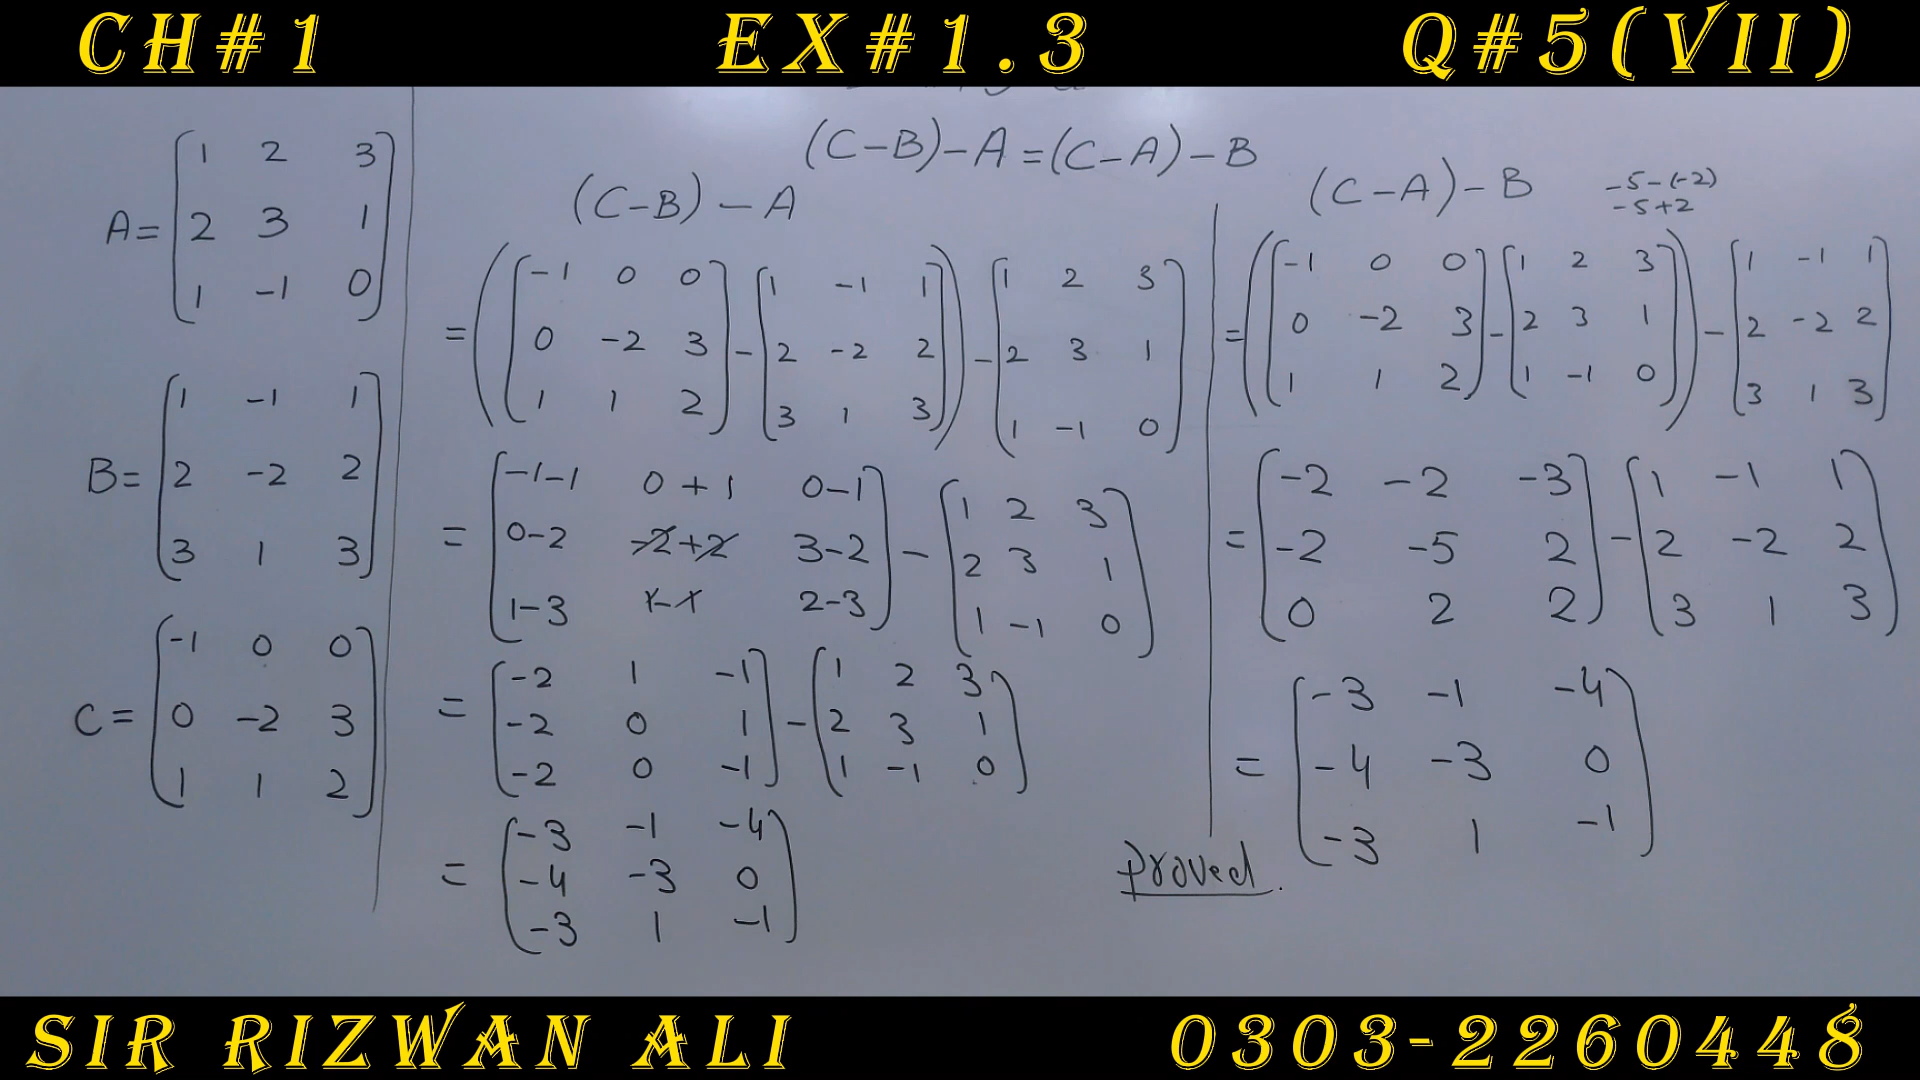 CH#1 EX#1.3 Q#5(VII)
A= [1 2 3
2 3 1
1 -1 0]
B= [1 -1 1
2 -2 2
3 1 3]
C= [-1 0 0
0 -2 3
1 1 2]
(C-B)-A=(C-A)-B
(C-B)-A
=([-1 0 0
0 -2 3
1 1 2] - [1 -1 1
2 -2 2
3 1 3]) - [1 2 3
2 3 1
1 -1 0]
= [-1-1 0+1 0-1
0-2 -2+2 3-2
1-3 1-1 2-3] - [1 2 3
2 3 1
1 -1 0]
= [-2 1 -1
-2 0 1
-2 0 -1] - [1 2 3
2 3 1
1 -1 0]
= [-3 -1 -4
-4 -3 0
-3 1 -1]
(C-A)-B
-5-(-2)
-5+2
=([-1 0 0
0 -2 3
1 1 2] - [1 2 3
2 3 1
1 -1 0]) - [1 -1 1
2 -2 2
3 1 3]
= [-2 -2 -3
-2 -5 2
0 2 2] - [1 -1 1
2 -2 2
3 1 3]
= [-3 -1 -4
-4 -3 0
-3 1 -1]
Proved.
SIR RIZWAN ALI 0303-2260448